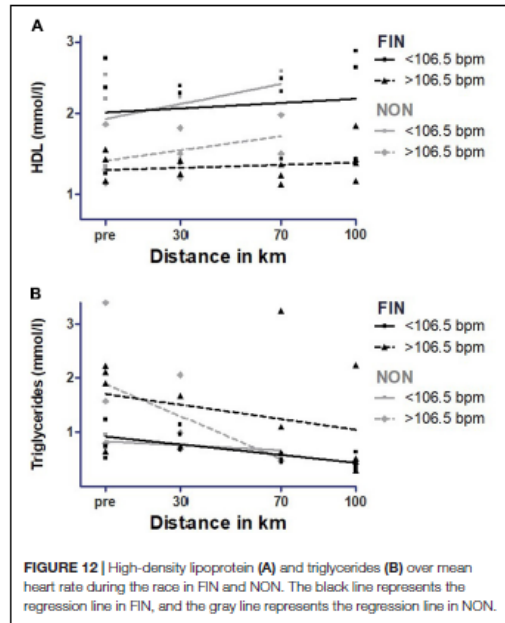 A
3
2
1
HDL (mmol/l)
pre 30 70 100
Distance in km
FIN
<106.5 bpm
>106.5 bpm
NON
<106.5 bpm
>106.5 bpm
B
3
2
1
Triglycerides (mmol/l)
pre 30 70 100
Distance in km
FIN
<106.5 bpm
>106.5 bpm
NON
<106.5 bpm
>106.5 bpm
FIGURE 12 | High-density lipoprotein (A) and triglycerides (B) over mean
heart rate during the race in FIN and NON. The black line represents the
regression line in FIN, and the gray line represents the regression line in NON.